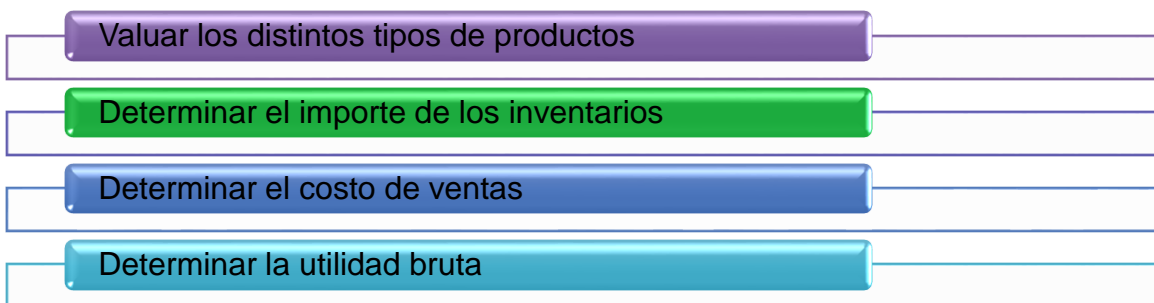 Valuar los distintos tipos de productos
Determinar el importe de los inventarios
Determinar el costo de ventas
Determinar la utilidad bruta